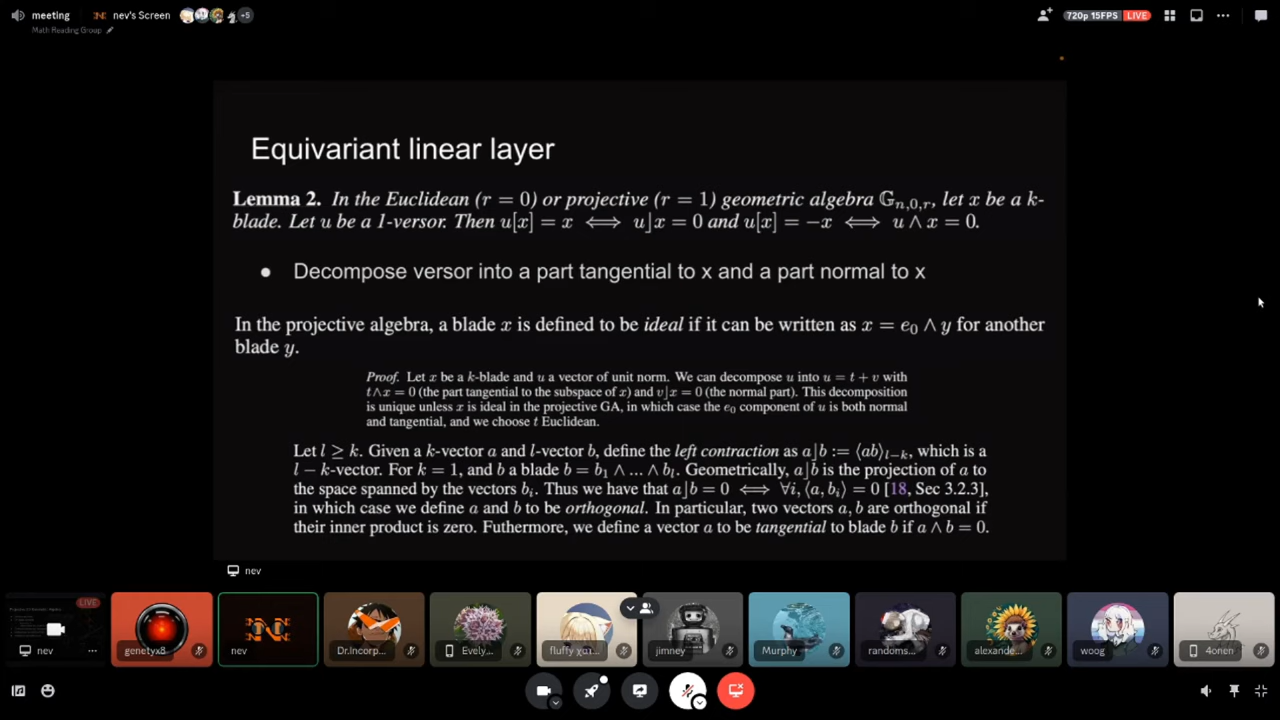 meeting
nev's Screen
+5
720p 15FPS LIVE
Math Reading Group
Equivariant linear layer
Lemma 2. In the Euclidean (r = 0) or projective (r = 1) geometric algebra 𝔾n,0,r, let x be a k-
blade. Let u be a 1-versor. Then u[x] = x ⟺ u⌋x = 0 and u[x] = −x ⟺ u ∧ x = 0.
● Decompose versor into a part tangential to x and a part normal to x
In the projective algebra, a blade x is defined to be ideal if it can be written as x = e₀ ∧ y for another
blade y.
Proof. Let x be a k-blade and u a vector of unit norm. We can decompose u into u = t + v with
t∧x = 0 (the part tangential to the subspace of x) and v⌋x = 0 (the normal part). This decomposition
is unique unless x is ideal in the projective GA, in which case the e₀ component of u is both normal
and tangential, and we choose t Euclidean.
Let l ≥ k. Given a k-vector a and l-vector b, define the left contraction as a⌋b := ⟨ab⟩l−k, which is a
l − k-vector. For k = 1, and b a blade b = b₁ ∧ ... ∧ bl. Geometrically, a⌋b is the projection of a to
the space spanned by the vectors bi. Thus we have that a⌋b = 0 ⟺ ∀i, ⟨a, bi⟩ = 0 [18, Sec 3.2.3],
in which case we define a and b to be orthogonal. In particular, two vectors a, b are orthogonal if
their inner product is zero. Futhermore, we define a vector a to be tangential to blade b if a ∧ b = 0.
nev
LIVE
nev
genetyx8
nev
Dr.Incorp...
Evely...
jimney
Murphy
randoms...
alexande...
woog
4onen